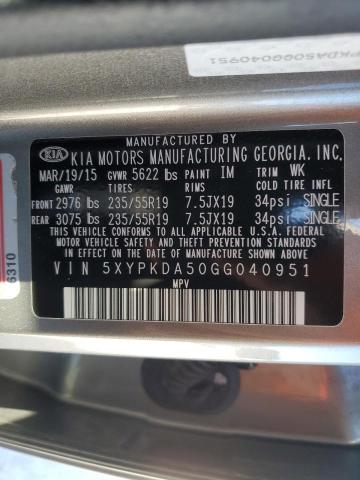 PKDA50GGG040951
MANUFACTURED BY
KIA KIA MOTORS MANUFACTURING GEORGIA, INC.
MAR/19/15 GVWR 5622 lbs PAINT IM TRIM WK
GAWR TIRES RIMS COLD TIRE INFL
FRONT 2976 lbs 235/55R19 7.5JX19 34psi SINGLE
REAR 3075 lbs 235/55R19 7.5JX19 34psi SINGLE
THIS VEHICLE CONFORMS TO ALL APPLICABLE U.S.A. FEDERAL
MOTOR VEHICLE SAFETY AND THEFT PREVENTION STANDARDS
IN EFFECT ON THE DATE OF MANUFACTURE SHOWN ABOVE.
VIN 5XYPKDA50GG040951
MPV
6310